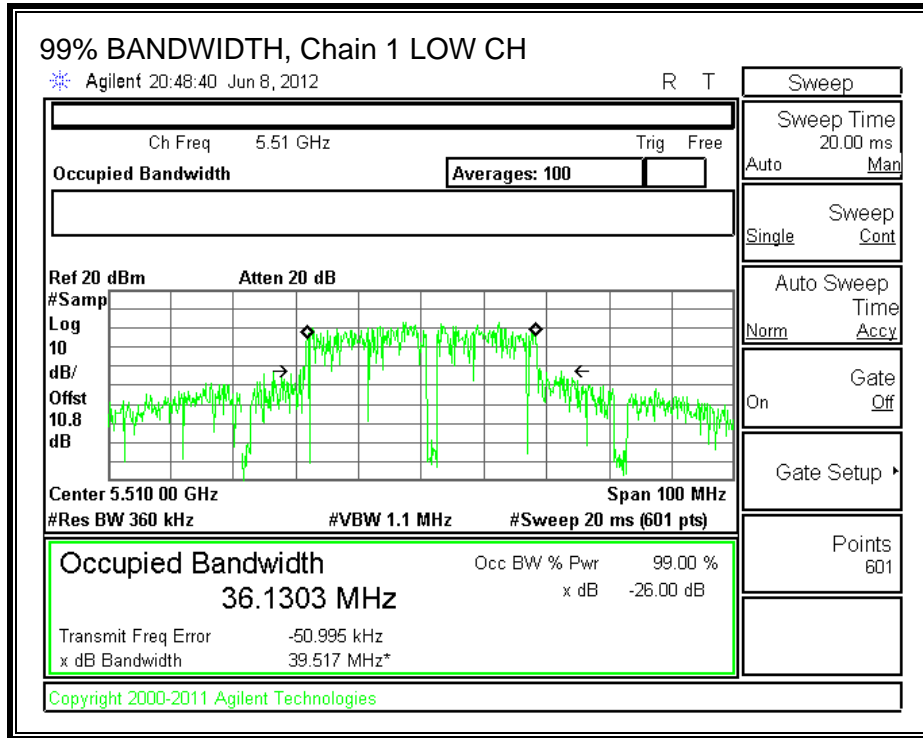 99% BANDWIDTH, Chain 1 LOW CH
Agilent 20:48:40 Jun 8, 2012 R T
Ch Freq 5.51 GHz Trig Free
Occupied Bandwidth Averages: 100
Ref 20 dBm Atten 20 dB
#Samp
Log
10
dB/
Offst
10.8
dB
Center 5.510 00 GHz Span 100 MHz
#Res BW 360 kHz #VBW 1.1 MHz #Sweep 20 ms (601 pts)
Occupied Bandwidth Occ BW % Pwr 99.00 %
36.1303 MHz x dB -26.00 dB
Transmit Freq Error -50.995 kHz
x dB Bandwidth 39.517 MHz*
Copyright 2000-2011 Agilent Technologies
Sweep
Sweep Time
20.00 ms
Auto Man
Sweep
Single Cont
Auto Sweep
Time
Norm Accy
Gate
On Off
Gate Setup
Points
601